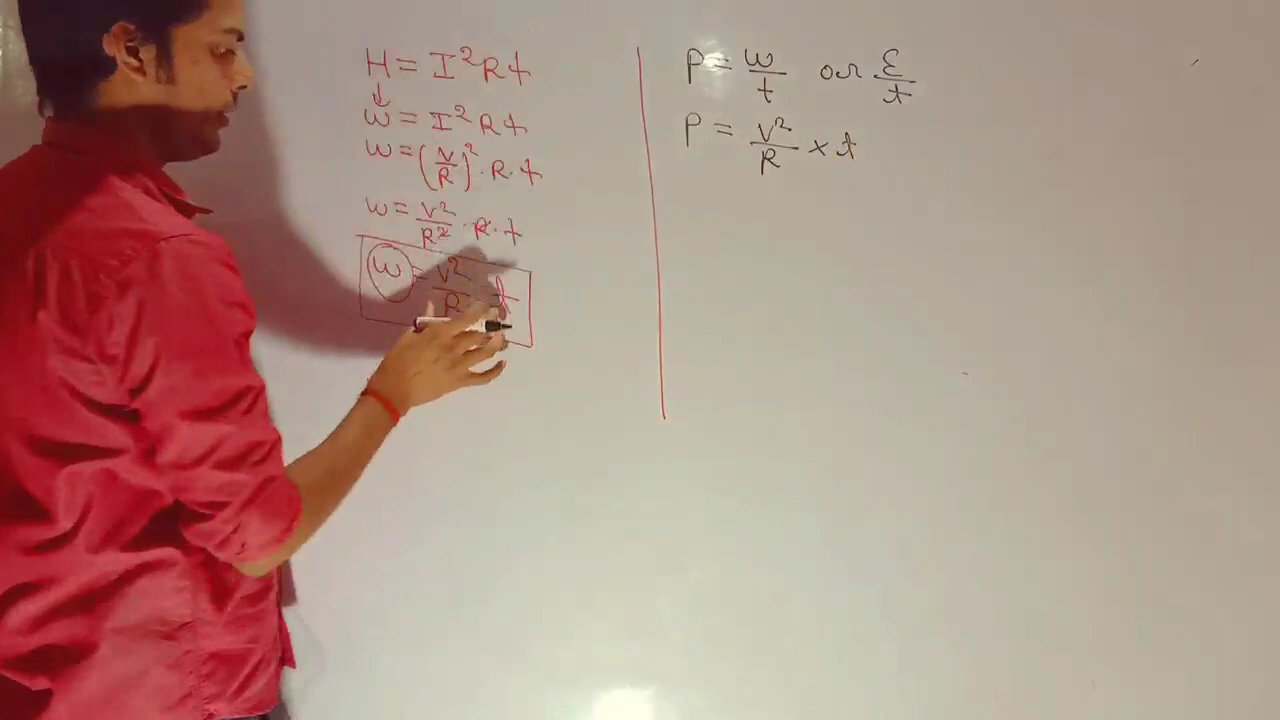 H = I²Rt
↓
W = I²Rt
W = (V/R)² · R · t
W = V²/R² · R · t
W = V²/R t
P = W/t or E/t
P = V²/R × t